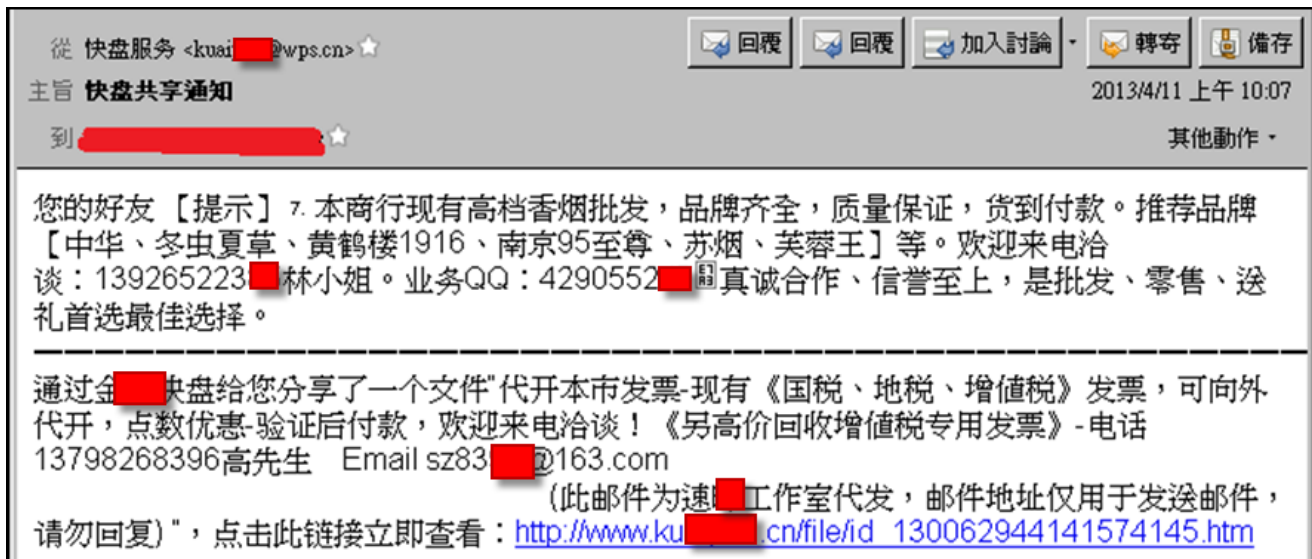 從 快盘服务 <kuai @wps.cn>
回覆 回覆 加入討論 轉寄 備存
主旨 快盘共享通知
2013/4/11 上午 10:07
到
其他動作
您的好友 【提示】 7. 本商行现有高档香烟批发，品牌齐全，质量保证，货到付款。推荐品牌
【中华、冬虫夏草、黄鹤楼1916、南京95至尊、苏烟、芙蓉王】等。欢迎来电洽
谈：139265223 林小姐。业务QQ：4290552 真诚合作、信誉至上，是批发、零售、送
礼首选最佳选择。
通过金 快盘给您分享了一个文件"代开本市发票-现有《国税、地税、增值税》发票，可向外
代开，点数优惠-验证后付款，欢迎来电洽谈！《另高价回收增值税专用发票》-电话
13798268396高先生 Email sz83 @163.com
(此邮件为速 工作室代发，邮件地址仅用于发送邮件，
请勿回复) "，点击此链接立即查看：http://www.ku .cn/file/id_130062944141574145.htm